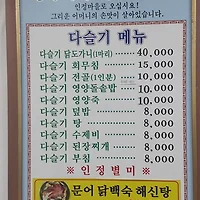 인정마을로 오십시요!
그리운 어머니의 손맛이 살아있습니다.
다슬기 메뉴
다슬기 닭도가니(1마리) 40,000
다슬기 회무침 15,000
다슬기 전골(1인분) 10,000
다슬기 영양돌솥밥 10,000
다슬기 영양죽 10,000
다슬기 덮밥 8,000
다슬기 탕 8,000
다슬기 수제비 8,000
다슬기 된장찌개 8,000
다슬기 부침 8,000
※ 인정별미 ※
문어 닭백숙 해신탕